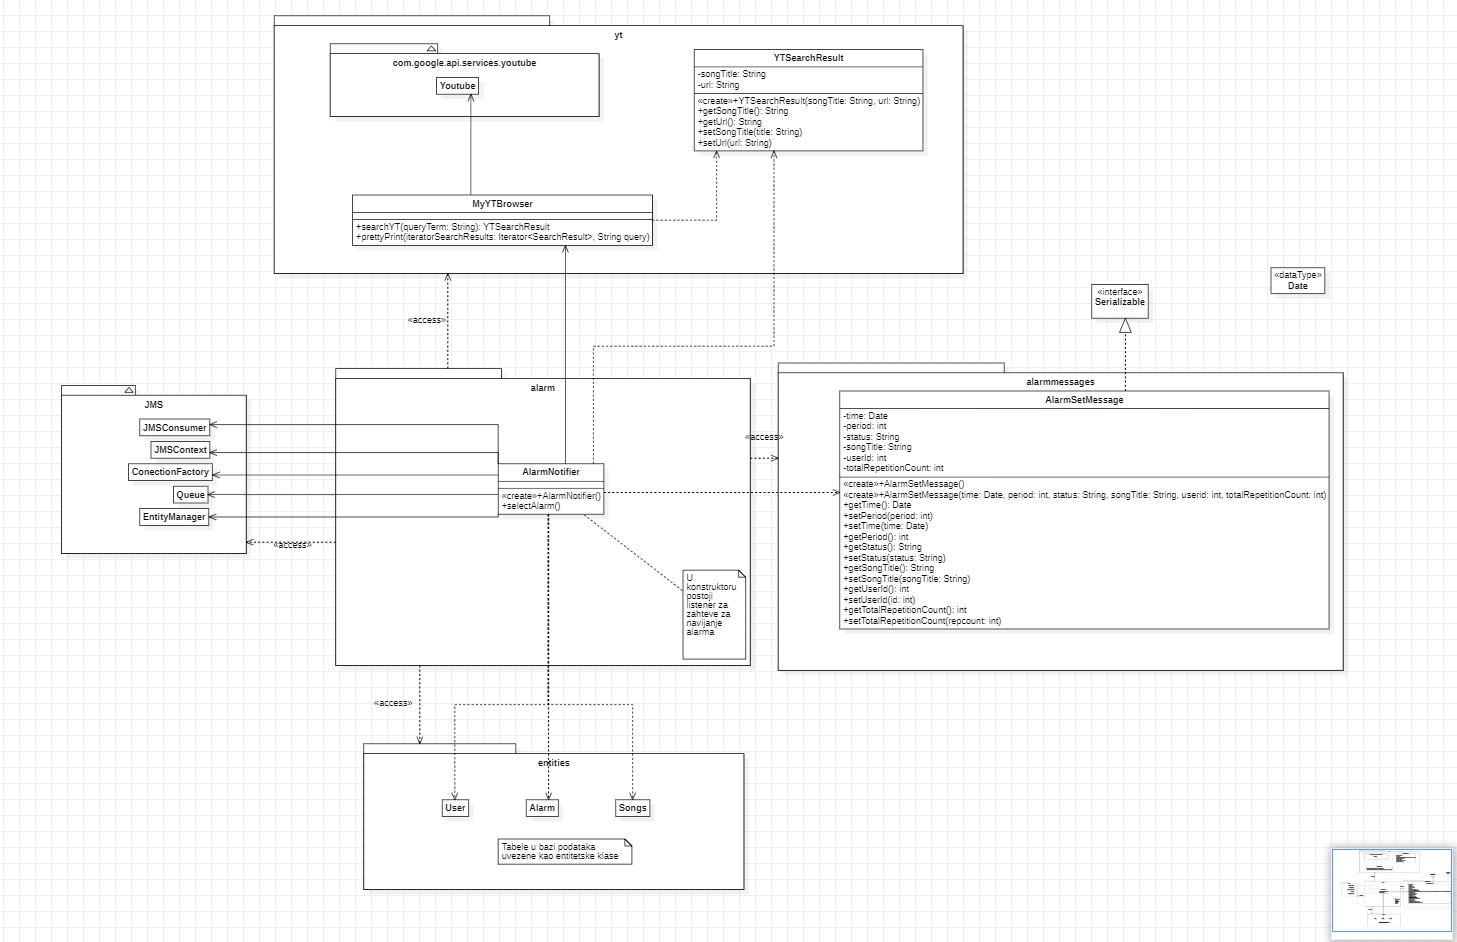 yt
com.google.api.services.youtube
Youtube
YTSearchResult
-songTitle: String
-url: String
«create»+YTSearchResult(songTitle: String, url: String)
+getSongTitle(): String
+getUrl(): String
+setSongTitle(title: String)
+setUrl(url: String)
MyYTBrowser
+searchYT(queryTerm: String): YTSearchResult
+prettyPrint(iteratorSearchResults: Iterator<SearchResult>, String query)
«access»
«interface»
Serializable
«dataType»
Date
JMS
JMSConsumer
JMSContext
ConectionFactory
Queue
EntityManager
«access»
alarm
AlarmNotifier
«create»+AlarmNotifier()
+selectAlarm()
U
konstruktoru
postoji
listener za
zahteve za
navijanje
alarma
«access»
alarmmessages
AlarmSetMessage
-time: Date
-period: int
-status: String
-songTitle: String
-userId: int
-totalRepetitionCount: int
«create»+AlarmSetMessage()
«create»+AlarmSetMessage(time: Date, period: int, status: String, songTitle: String, userid: int, totalRepetitionCount: int)
+getTime(): Date
+setPeriod(period: int)
+setTime(time: Date)
+getPeriod(): int
+getStatus(): String
+setStatus(status: String)
+getSongTitle(): String
+setSongTitle(songTitle: String)
+getUserId(): int
+setUserId(id: int)
+getTotalRepetitionCount(): int
+setTotalRepetitionCount(repcount: int)
«access»
entities
User
Alarm
Songs
Tabele u bazi podataka
uvezene kao entitetske klase